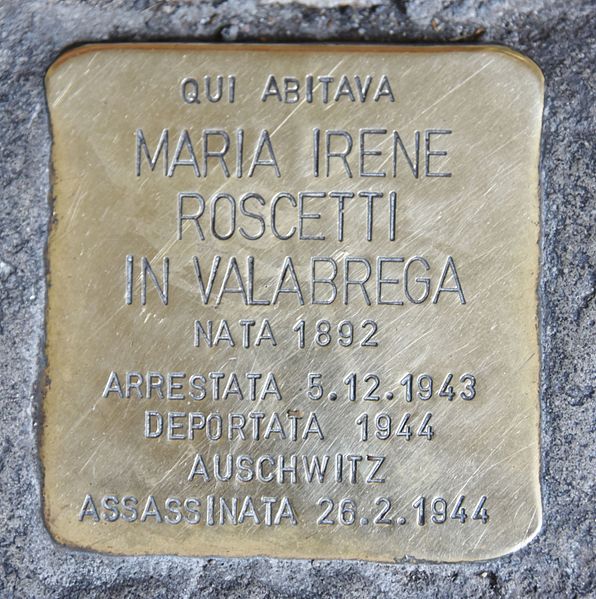 QUI ABITAVA
MARIA IRENE
ROSCETTI
IN VALABREGA
NATA 1892
ARRESTATA 5.12.1943
DEPORTATA 1944
AUSCHWITZ
ASSASSINATA 26.2.1944